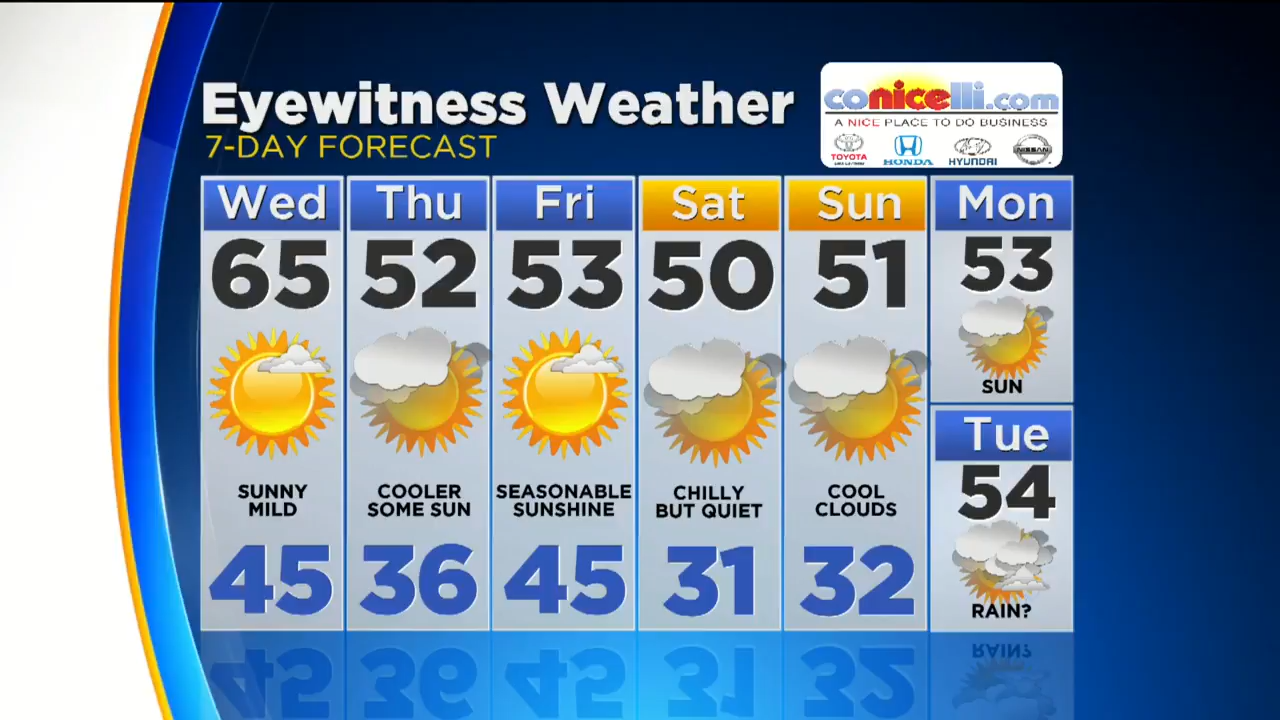 Eyewitness Weather
7-DAY FORECAST
conicelli.com
A NICE PLACE TO DO BUSINESS
TOYOTA HONDA HYUNDAI NISSAN
Wed
65
SUNNY
MILD
45
Thu
52
COOLER
SOME SUN
36
Fri
53
SEASONABLE
SUNSHINE
45
Sat
50
CHILLY
BUT QUIET
31
Sun
51
COOL
CLOUDS
32
Mon
53
SUN
Tue
54
RAIN?